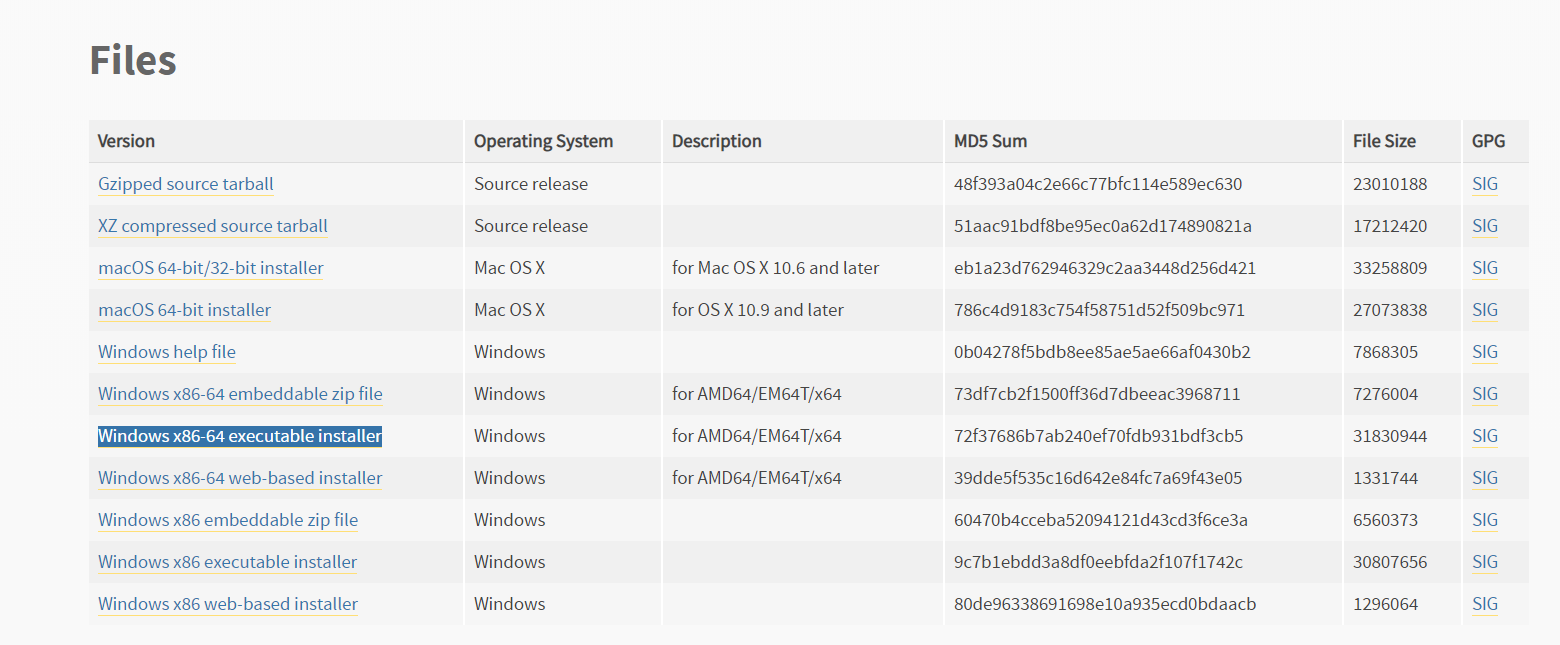 Files
Version Operating System Description MD5 Sum File Size GPG
Gzipped source tarball Source release 48f393a04c2e66c77bfc114e589ec630 23010188 SIG
XZ compressed source tarball Source release 51aac91bdf8be95ec0a62d174890821a 17212420 SIG
macOS 64-bit/32-bit installer Mac OS X for Mac OS X 10.6 and later eb1a23d762946329c2aa3448d256d421 33258809 SIG
macOS 64-bit installer Mac OS X for OS X 10.9 and later 786c4d9183c754f58751d52f509bc971 27073838 SIG
Windows help file Windows 0b04278f5bdb8ee85ae5ae66af0430b2 7868305 SIG
Windows x86-64 embeddable zip file Windows for AMD64/EM64T/x64 73df7cb2f1500ff36d7dbeeac3968711 7276004 SIG
Windows x86-64 executable installer Windows for AMD64/EM64T/x64 72f37686b7ab240ef70fdb931bdf3cb5 31830944 SIG
Windows x86-64 web-based installer Windows for AMD64/EM64T/x64 39dde5f535c16d642e84fc7a69f43e05 1331744 SIG
Windows x86 embeddable zip file Windows 60470b4cceba52094121d43cd3f6ce3a 6560373 SIG
Windows x86 executable installer Windows 9c7b1ebdd3a8df0eebfda2f107f1742c 30807656 SIG
Windows x86 web-based installer Windows 80de96338691698e10a935ecd0bdaacb 1296064 SIG